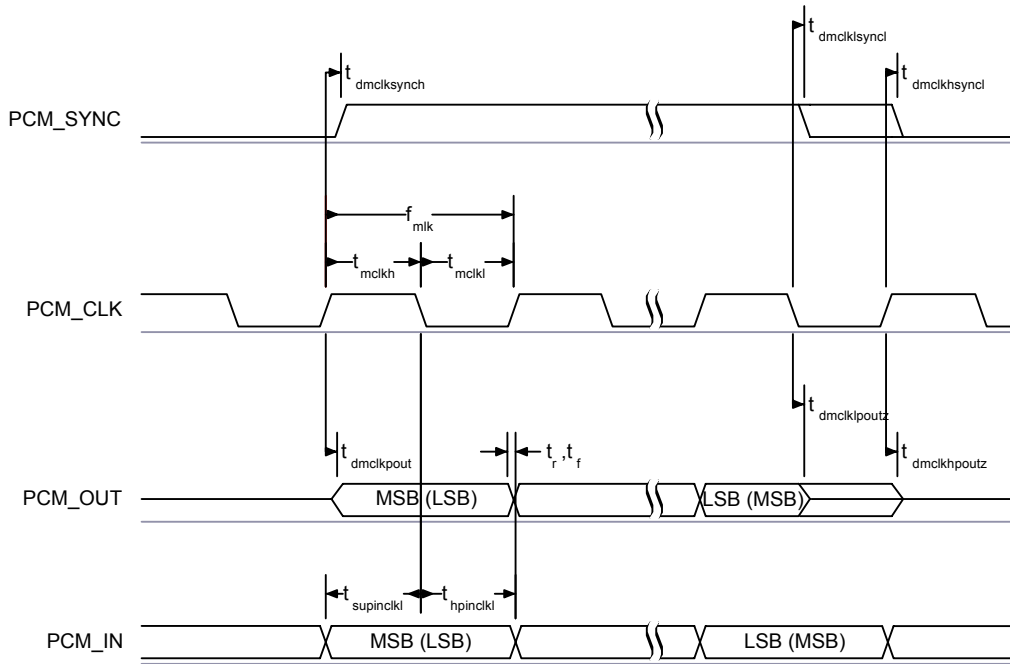 t dmclklsyncl
t dmclksynch
t dmclkhsyncl
PCM_SYNC
f mlk
t mclkh
t mclkl
PCM_CLK
t dmclklpoutz
t dmclkpout
t r ,t f
t dmclkhpoutz
PCM_OUT
MSB (LSB)
LSB (MSB)
t supinclkl
t hpinclkl
PCM_IN
MSB (LSB)
LSB (MSB)